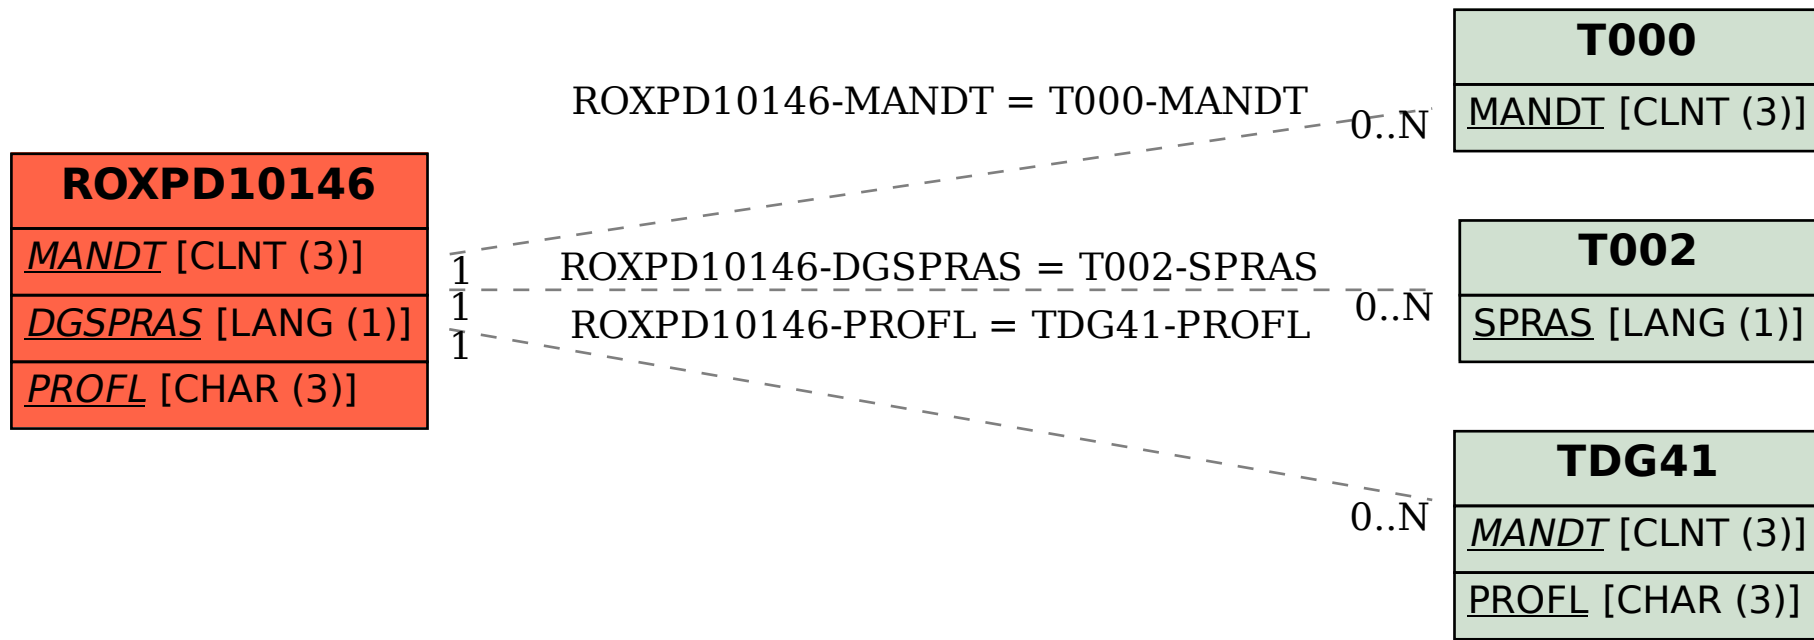 ROXPD10146
MANDT [CLNT (3)]
DGSPRAS [LANG (1)]
PROFL [CHAR (3)]
ROXPD10146-MANDT = T000-MANDT
0..N
1
ROXPD10146-DGSPRAS = T002-SPRAS
0..N
1
ROXPD10146-PROFL = TDG41-PROFL
0..N
1
T000
MANDT [CLNT (3)]
T002
SPRAS [LANG (1)]
TDG41
MANDT [CLNT (3)]
PROFL [CHAR (3)]